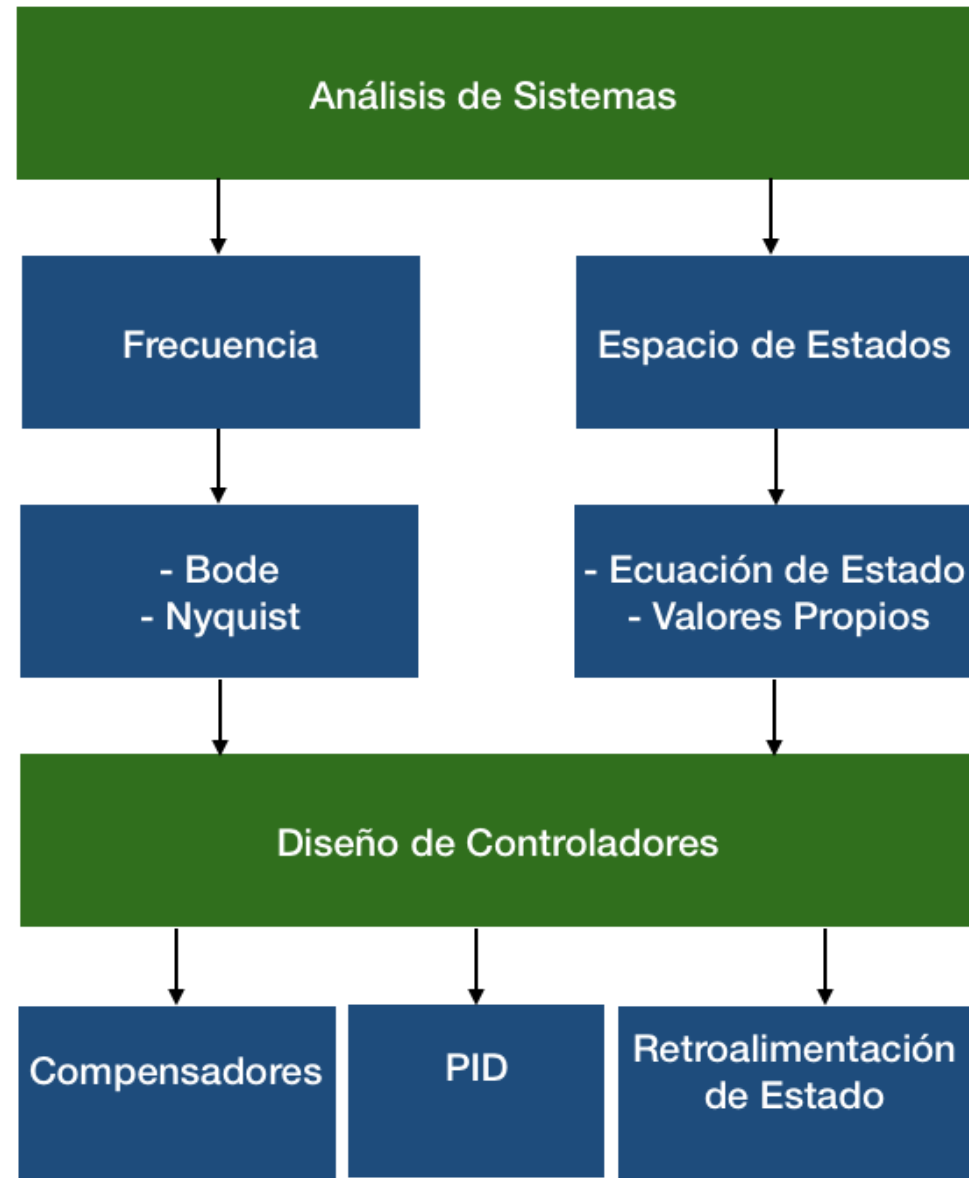 Análisis de Sistemas
Frecuencia
Espacio de Estados
- Bode
- Nyquist
- Ecuación de Estado
- Valores Propios
Diseño de Controladores
Compensadores
PID
Retroalimentación
de Estado